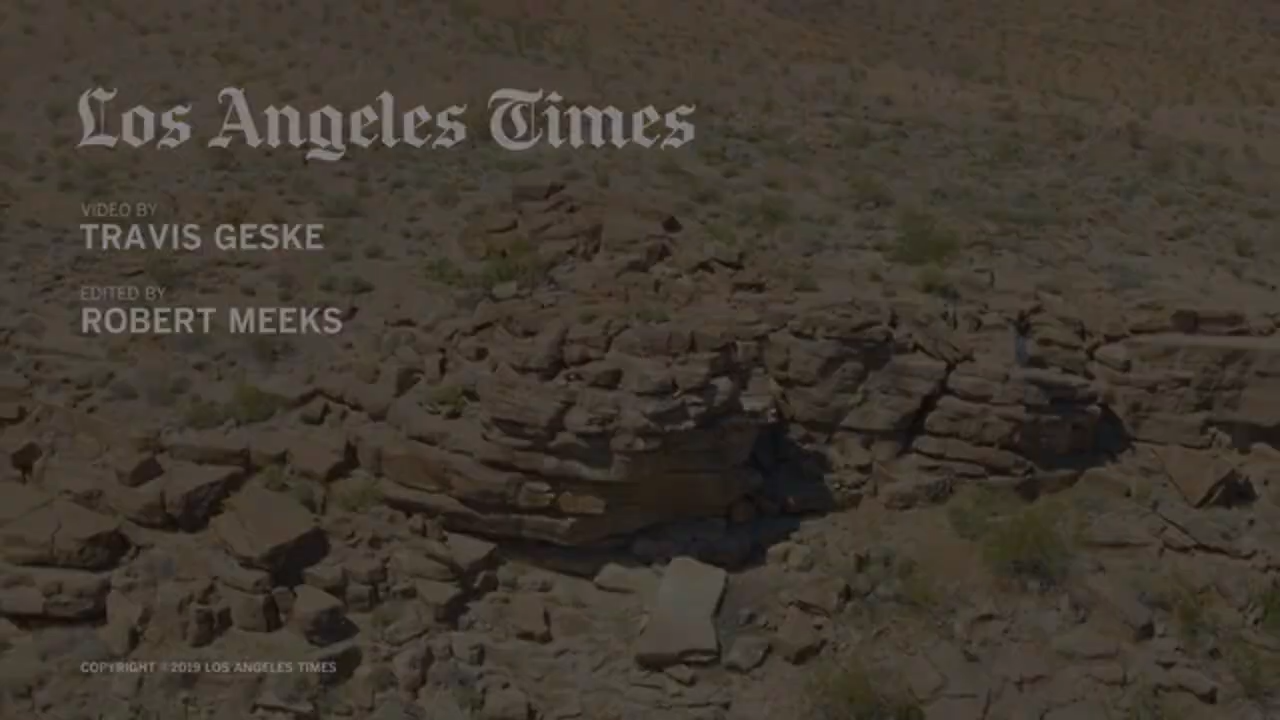 Los Angeles Times
VIDEO BY
TRAVIS GESKE
EDITED BY
ROBERT MEEKS
COPYRIGHT ©2019 LOS ANGELES TIMES